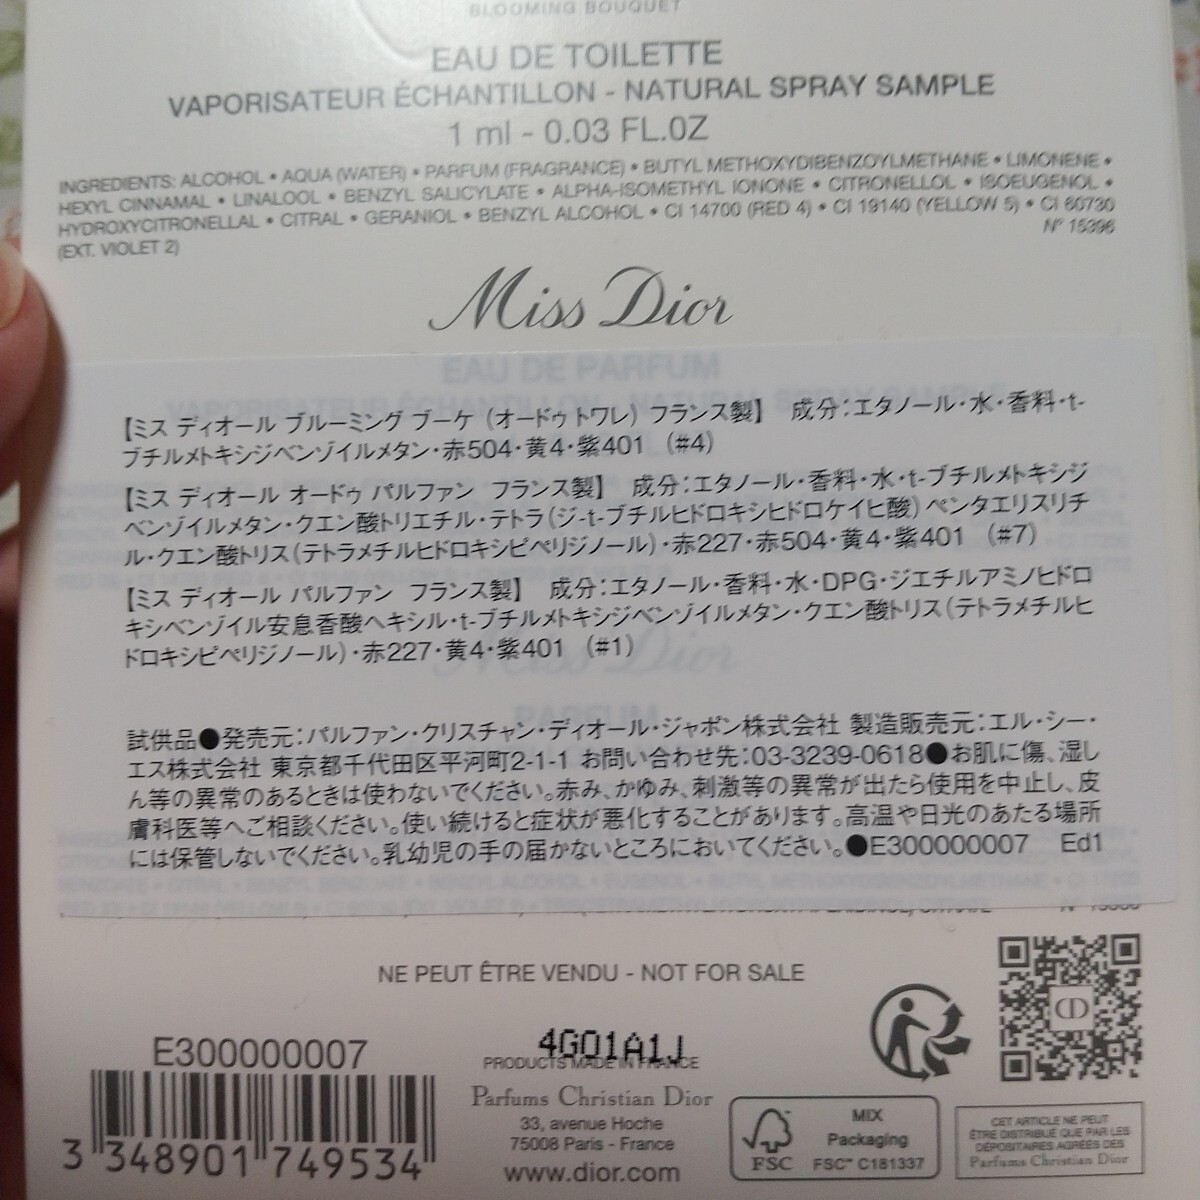 BLOOMING BOUQUET
EAU DE TOILETTE
VAPORISATEUR ÉCHANTILLON - NATURAL SPRAY SAMPLE
1 ml - 0.03 FL.OZ
INGREDIENTS: ALCOHOL • AQUA (WATER) • PARFUM (FRAGRANCE) • BUTYL METHOXYDIBENZOYLMETHANE • LIMONENE •
HEXYL CINNAMAL • LINALOOL • BENZYL SALICYLATE • ALPHA-ISOMETHYL IONONE • CITRONELLOL • ISOEUGENOL •
HYDROXYCITRONELLAL • CITRAL • GERANIOL • BENZYL ALCOHOL • CI 14700 (RED 4) • CI 19140 (YELLOW 5) • CI 60730
(EXT. VIOLET 2)
N° 15396
Miss Dior
EAU DE PARFUM
VAPORISATEUR ÉCHANTILLON - NATURAL SPRAY SAMPLE
【ミス ディオール ブルーミング ブーケ（オードゥ トワレ）フランス製】 成分：エタノール・水・香料・t-
ブチルメトキシジベンゾイルメタン・赤504・黄4・紫401 （#4）
【ミス ディオール オードゥ パルファン フランス製】 成分：エタノール・香料・水・t-ブチルメトキシジ
ベンゾイルメタン・クエン酸トリエチル・テトラ（ジ-t-ブチルヒドロキシヒドロケイヒ酸）ペンタエリスリチ
ル・クエン酸トリス（テトラメチルヒドロキシピペリジノール）・赤227・赤504・黄4・紫401 （#7）
【ミス ディオール パルファン フランス製】 成分：エタノール・香料・水・DPG・ジエチルアミノヒドロ
キシベンゾイル安息香酸ヘキシル・t-ブチルメトキシジベンゾイルメタン・クエン酸トリス（テトラメチルヒ
ドロキシピペリジノール）・赤227・黄4・紫401 （#1）
Miss Dior
PARFUM
試供品●発売元：パルファン・クリスチャン・ディオール・ジャポン株式会社 製造販売元：エル・シー・
エス株式会社 東京都千代田区平河町2-1-1 お問い合わせ先：03-3239-0618●お肌に傷、湿し
ん等の異常のあるときは使わないでください。赤み、かゆみ、刺激等の異常が出たら使用を中止し、皮
膚科医等へご相談ください。使い続けると症状が悪化することがあります。高温や日光のあたる場所
には保管しないでください。乳幼児の手の届かないところにおいてください。●E300000007 Ed1
NE PEUT ÊTRE VENDU - NOT FOR SALE
E300000007
3 348901 749534
4G01A1J
PRODUCTS MADE IN FRANCE
Parfums Christian Dior
33, avenue Hoche
75008 Paris - France
www.dior.com
CD
FSC
MIX
Packaging
FSC™ C181337
CET ARTICLE NE PEUT
ÊTRE DISTRIBUÉ QUE PAR LES
DÉPOSITAIRES AGRÉÉS DES
Parfums Christian Dior